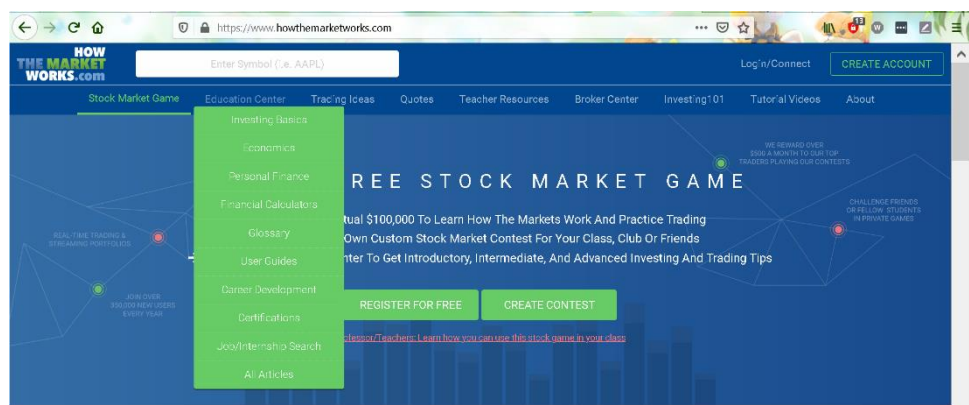 https://www.howthemarketworks.com
13
HOW
THE MARKET
WORKS.com
Enter Symbol (i.e. AAPL)
Login/Connect
CREATE ACCOUNT
Stock Market Game
Education Center
Trading Ideas
Quotes
Teacher Resources
Broker Center
Investing101
Tutorial Videos
About
Investing Basics
Economics
Personal Finance
Financial Calculators
Glossary
User Guides
Career Development
Certifications
Job/Internship Search
All Articles
REE STOCK MARKET GAME
tual $100,000 To Learn How The Markets Work And Practice Trading
Own Custom Stock Market Contest For Your Class, Club Or Friends
nter To Get Introductory, Intermediate, And Advanced Investing And Trading Tips
REGISTER FOR FREE
CREATE CONTEST
ofessor/Teachers: Learn how you can use this stock game in your class
WE REWARD OVER
$500 A MONTH TO OUR TOP
TRADERS PLAYING OUR CONTESTS
CHALLENGE FRIENDS
OR FELLOW STUDENTS
IN PRIVATE GAMES
REAL-TIME TRADING &
STREAMING PORTFOLIOS
JOIN OVER
NEW USERS
EVERY YEAR